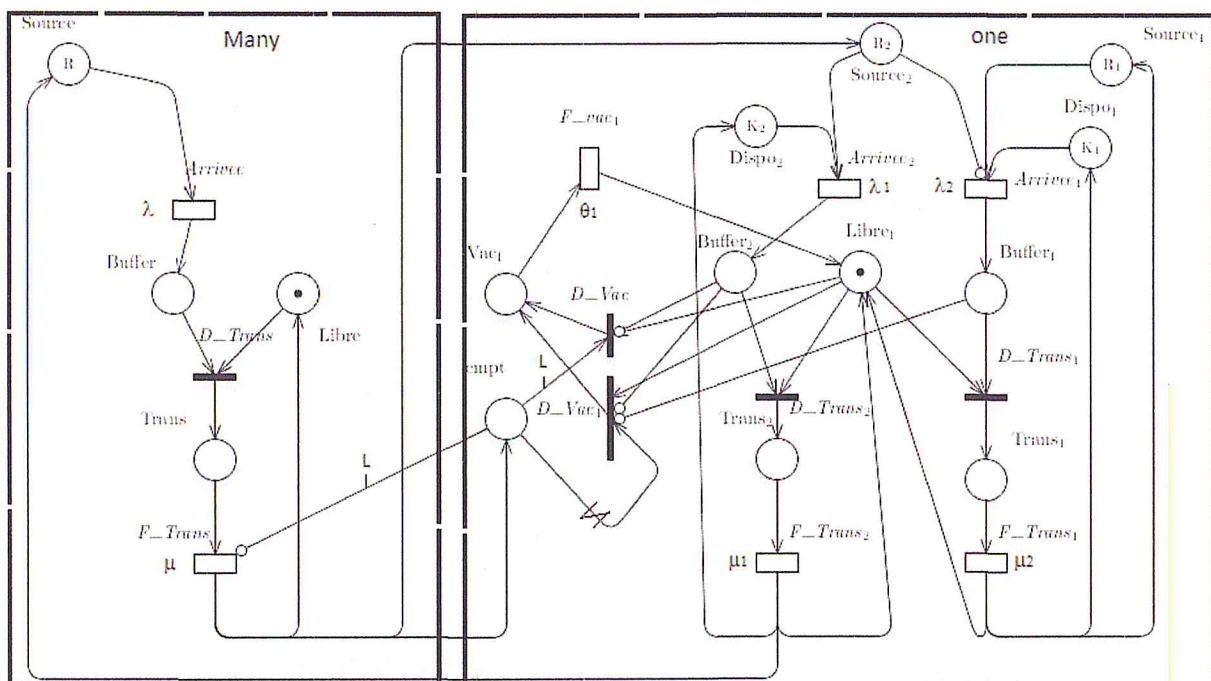 Source
Many
one
Source₁
R
R₂
R₁
Source₂
Dispo₁
F_vac₁
K₂
K₁
Dispo₂
Arrivee
Arrivee₂
Arrivee₁
λ
θ1
λ1
λ2
Buffer
Vac₁
Buffer₂
Libre₁
Buffer₁
D_Vac
D_Trans
Libre
D_Trans₁
empt
L
D_Vac₁
Trans
Trans₂
D_Trans₂
Trans₁
L
F_Trans
F_Trans₂
F_Trans₁
μ
μ1
μ2